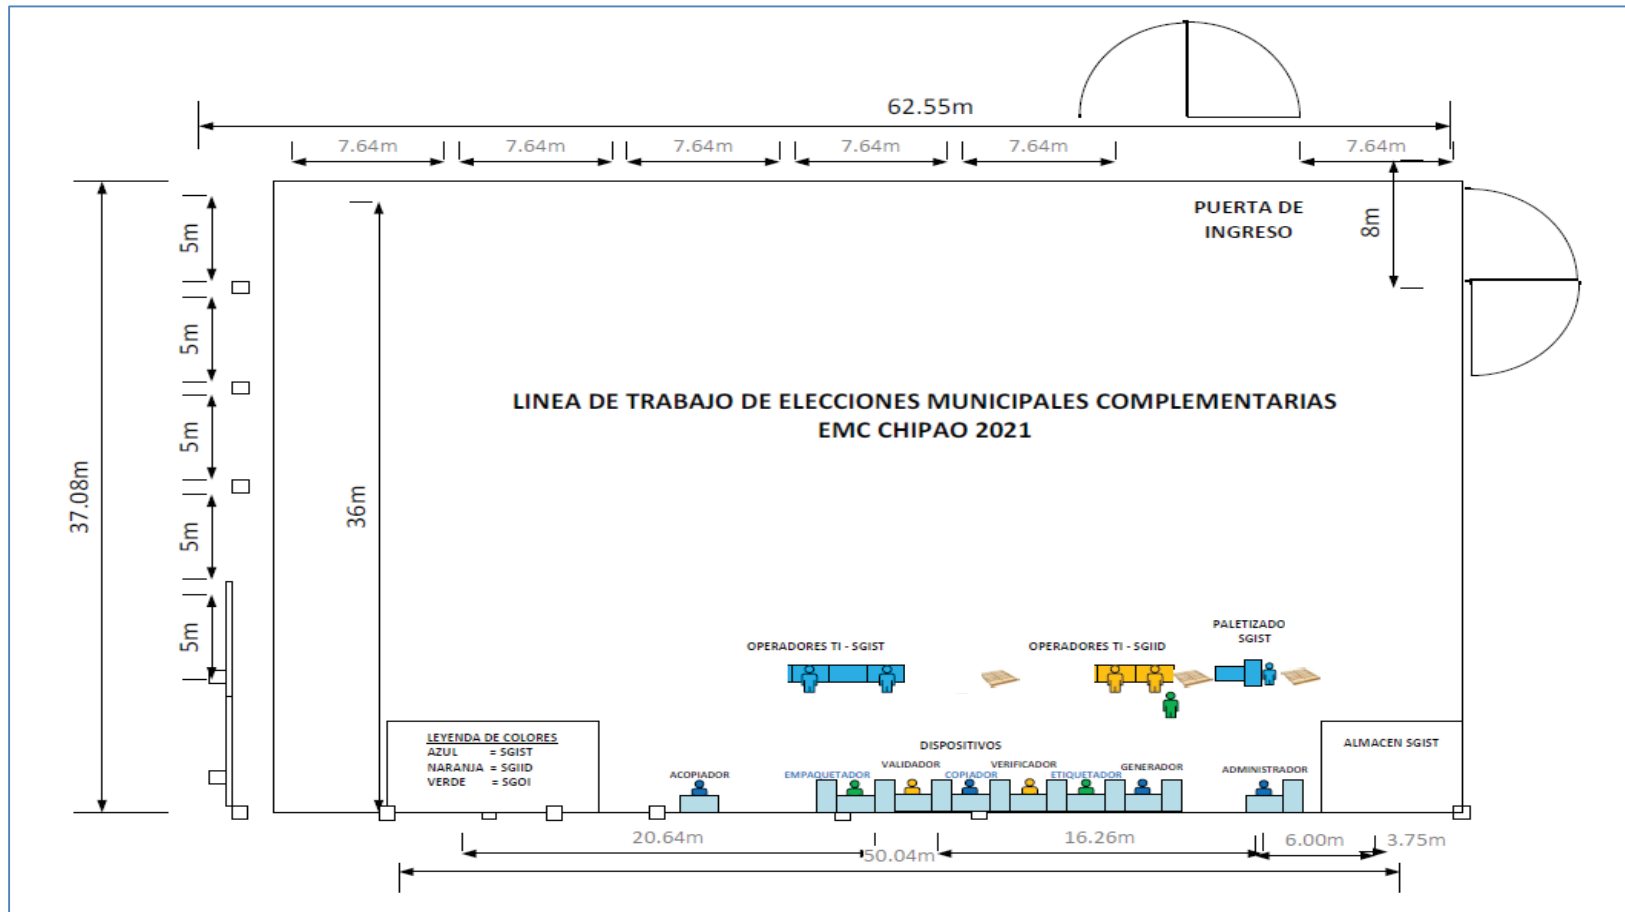 62.55m
7.64m 7.64m 7.64m 7.64m 7.64m 7.64m
PUERTA DE
INGRESO
8m
5m
5m
5m
5m
5m
37.08m
36m
LINEA DE TRABAJO DE ELECCIONES MUNICIPALES COMPLEMENTARIAS
EMC CHIPAO 2021
PALETIZADO
SGIST
OPERADORES TI - SGIST
OPERADORES TI - SGIID
LEYENDA DE COLORES
AZUL = SGIST
NARANJA = SGIID
VERDE = SGOI
DISPOSITIVOS
ALMACEN SGIST
ACOPIADOR
EMPAQUETADOR
VALIDADOR
COPIADOR
VERIFICADOR
ETIQUETADOR
GENERADOR
ADMINISTRADOR
20.64m
16.26m
6.00m
3.75m
50.04m